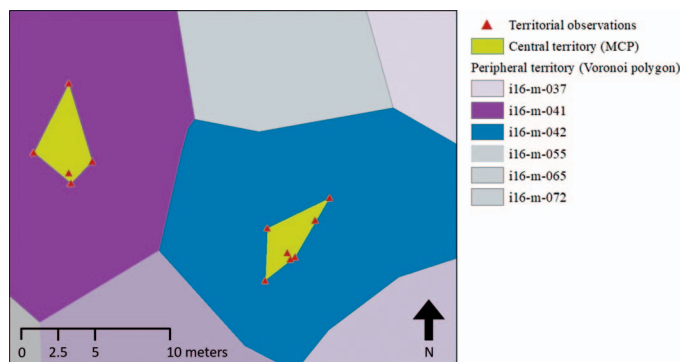 Territorial observations
Central territory (MCP)
Peripheral territory (Voronoi polygon)
i16-m-037
i16-m-041
i16-m-042
i16-m-055
i16-m-065
i16-m-072
0 2.5 5 10 meters
N